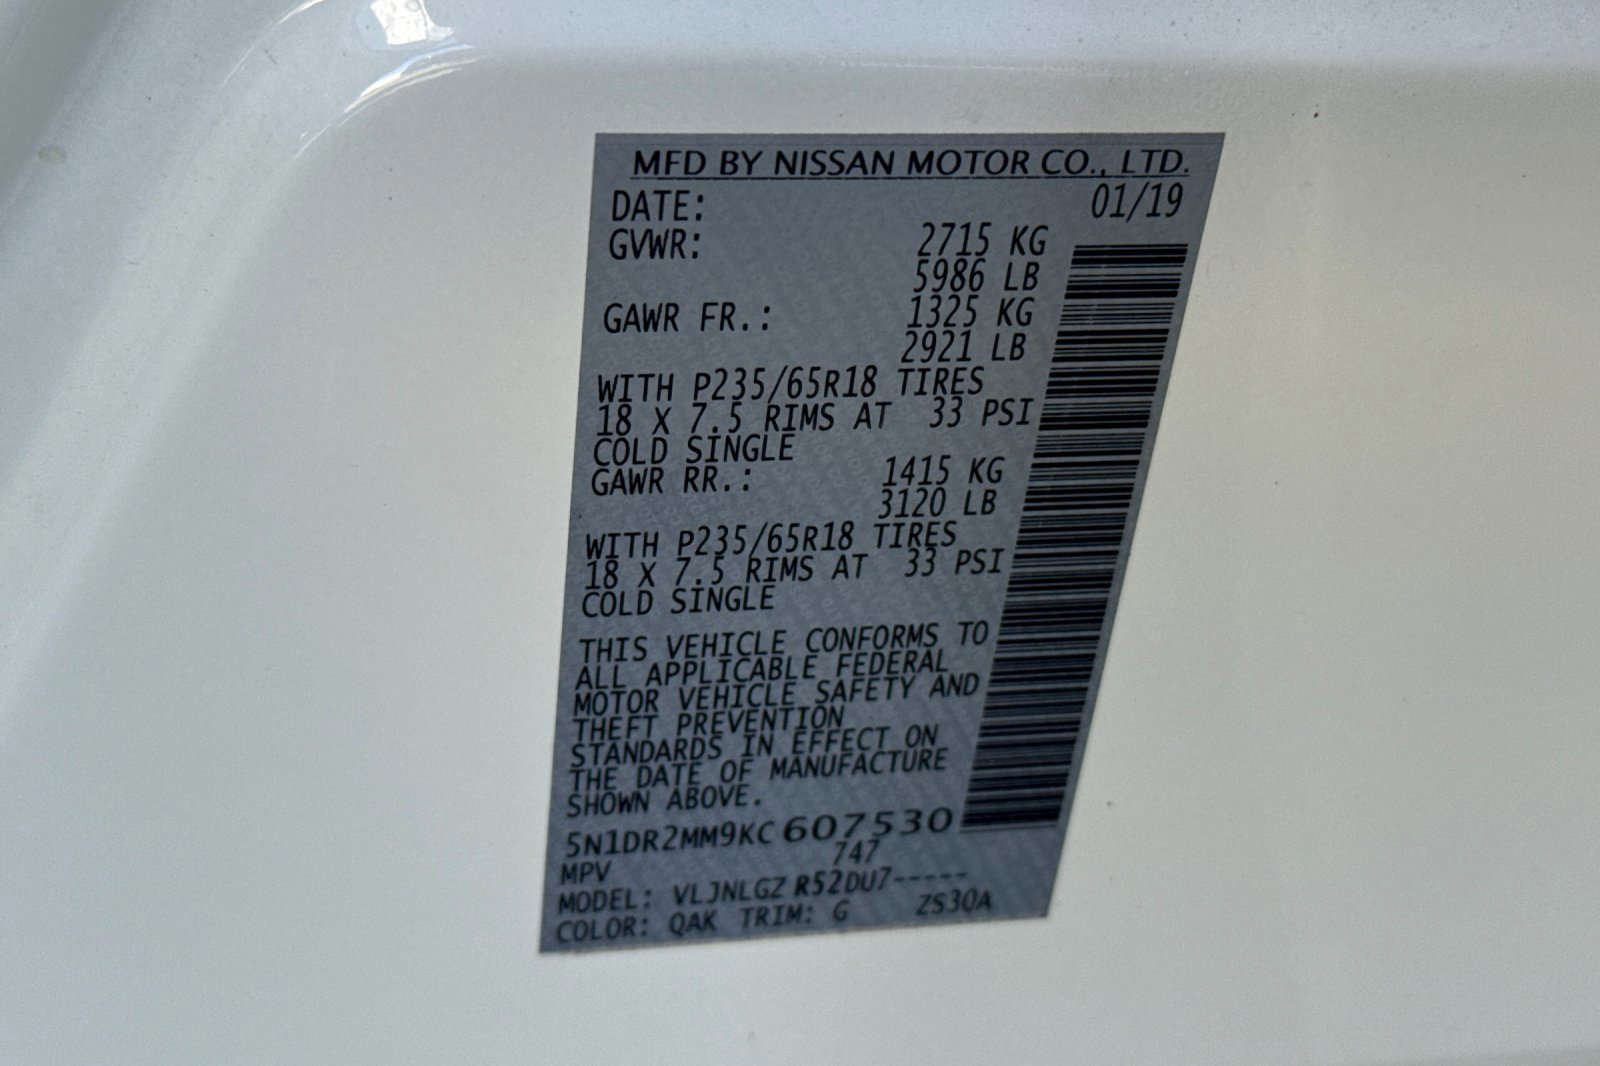 MFD BY NISSAN MOTOR CO., LTD.
DATE: 01/19
GVWR: 2715 KG
5986 LB
GAWR FR.: 1325 KG
2921 LB
WITH P235/65R18 TIRES
18 X 7.5 RIMS AT 33 PSI
COLD SINGLE
GAWR RR.: 1415 KG
3120 LB
WITH P235/65R18 TIRES
18 X 7.5 RIMS AT 33 PSI
COLD SINGLE
THIS VEHICLE CONFORMS TO
ALL APPLICABLE FEDERAL
MOTOR VEHICLE SAFETY AND
THEFT PREVENTION
STANDARDS IN EFFECT ON
THE DATE OF MANUFACTURE
SHOWN ABOVE.
5N1DR2MM9KC607530
MPV 747
MODEL: VLJNLGZ R52DU7-----
COLOR: QAK TRIM: G ZS30A